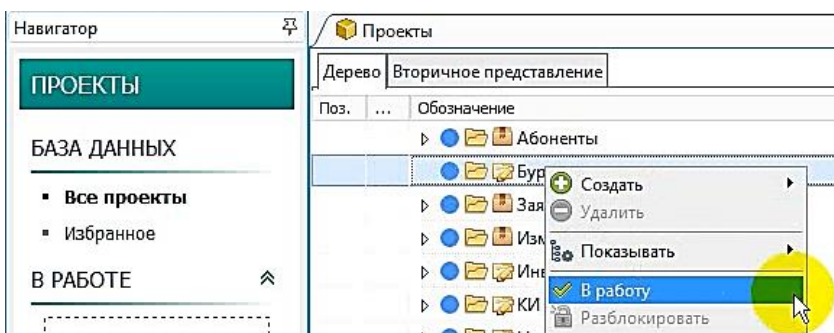 Навигатор
Проекты
ПРОЕКТЫ
Дерево Вторичное представление
Поз. ... Обозначение
БАЗА ДАННЫХ
Абоненты
Все проекты
Избранное
В РАБОТЕ
КИ
Создать
Удалить
Показывать
В работу
Разблокировать